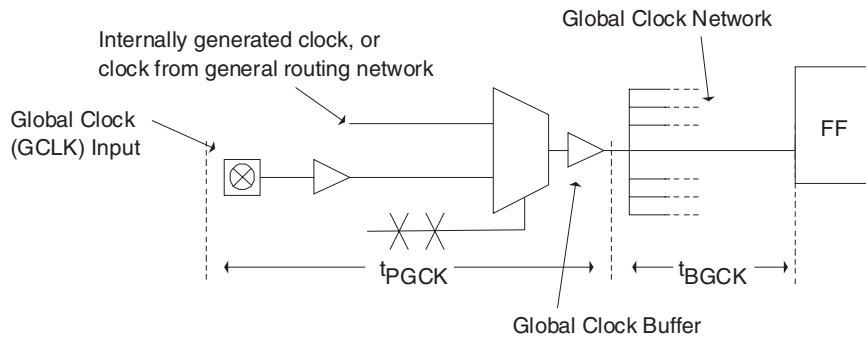 Global Clock Network
Internally generated clock, or
clock from general routing network
Global Clock
(GCLK) Input
FF
tPGCK
tBGCK
Global Clock Buffer